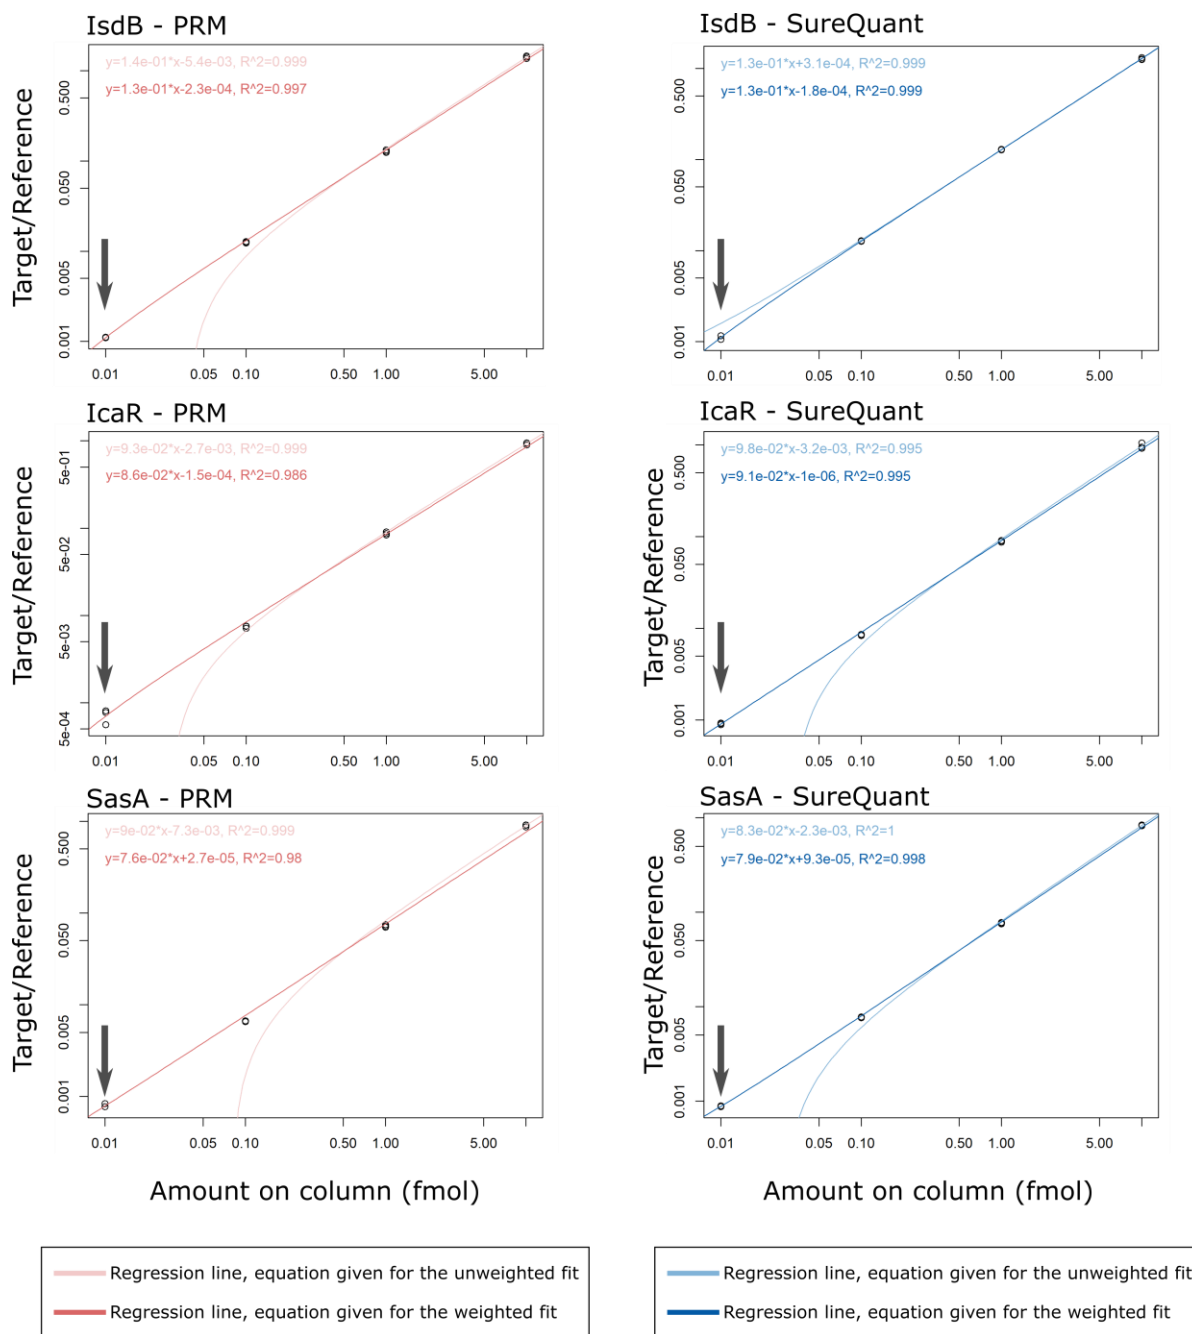 IsdB - PRM
y=1.4e-01*x-5.4e-03, R^2=0.999
y=1.3e-01*x-2.3e-04, R^2=0.997
Target/Reference
0.500
0.050
0.005
0.001
0.01 0.05 0.10 0.50 1.00 5.00
IsdB - SureQuant
y=1.3e-01*x+3.1e-04, R^2=0.999
y=1.3e-01*x-1.8e-04, R^2=0.999
Target/Reference
0.500
0.050
0.005
0.001
0.01 0.05 0.10 0.50 1.00 5.00
IcaR - PRM
y=9.3e-02*x-2.7e-03, R^2=0.999
y=8.6e-02*x-1.5e-04, R^2=0.986
Target/Reference
5e-01
5e-02
5e-03
5e-04
0.01 0.05 0.10 0.50 1.00 5.00
IcaR - SureQuant
y=9.8e-02*x-3.2e-03, R^2=0.995
y=9.1e-02*x-1e-06, R^2=0.995
Target/Reference
0.500
0.050
0.005
0.001
0.01 0.05 0.10 0.50 1.00 5.00
SasA - PRM
y=9e-02*x-7.3e-03, R^2=0.999
y=7.6e-02*x+2.7e-05, R^2=0.98
Target/Reference
0.500
0.050
0.005
0.001
0.01 0.05 0.10 0.50 1.00 5.00
Amount on column (fmol)
SasA - SureQuant
y=8.3e-02*x-2.3e-03, R^2=1
y=7.9e-02*x+9.3e-05, R^2=0.998
Target/Reference
0.500
0.050
0.005
0.001
0.01 0.05 0.10 0.50 1.00 5.00
Amount on column (fmol)
Regression line, equation given for the unweighted fit
Regression line, equation given for the weighted fit
Regression line, equation given for the unweighted fit
Regression line, equation given for the weighted fit